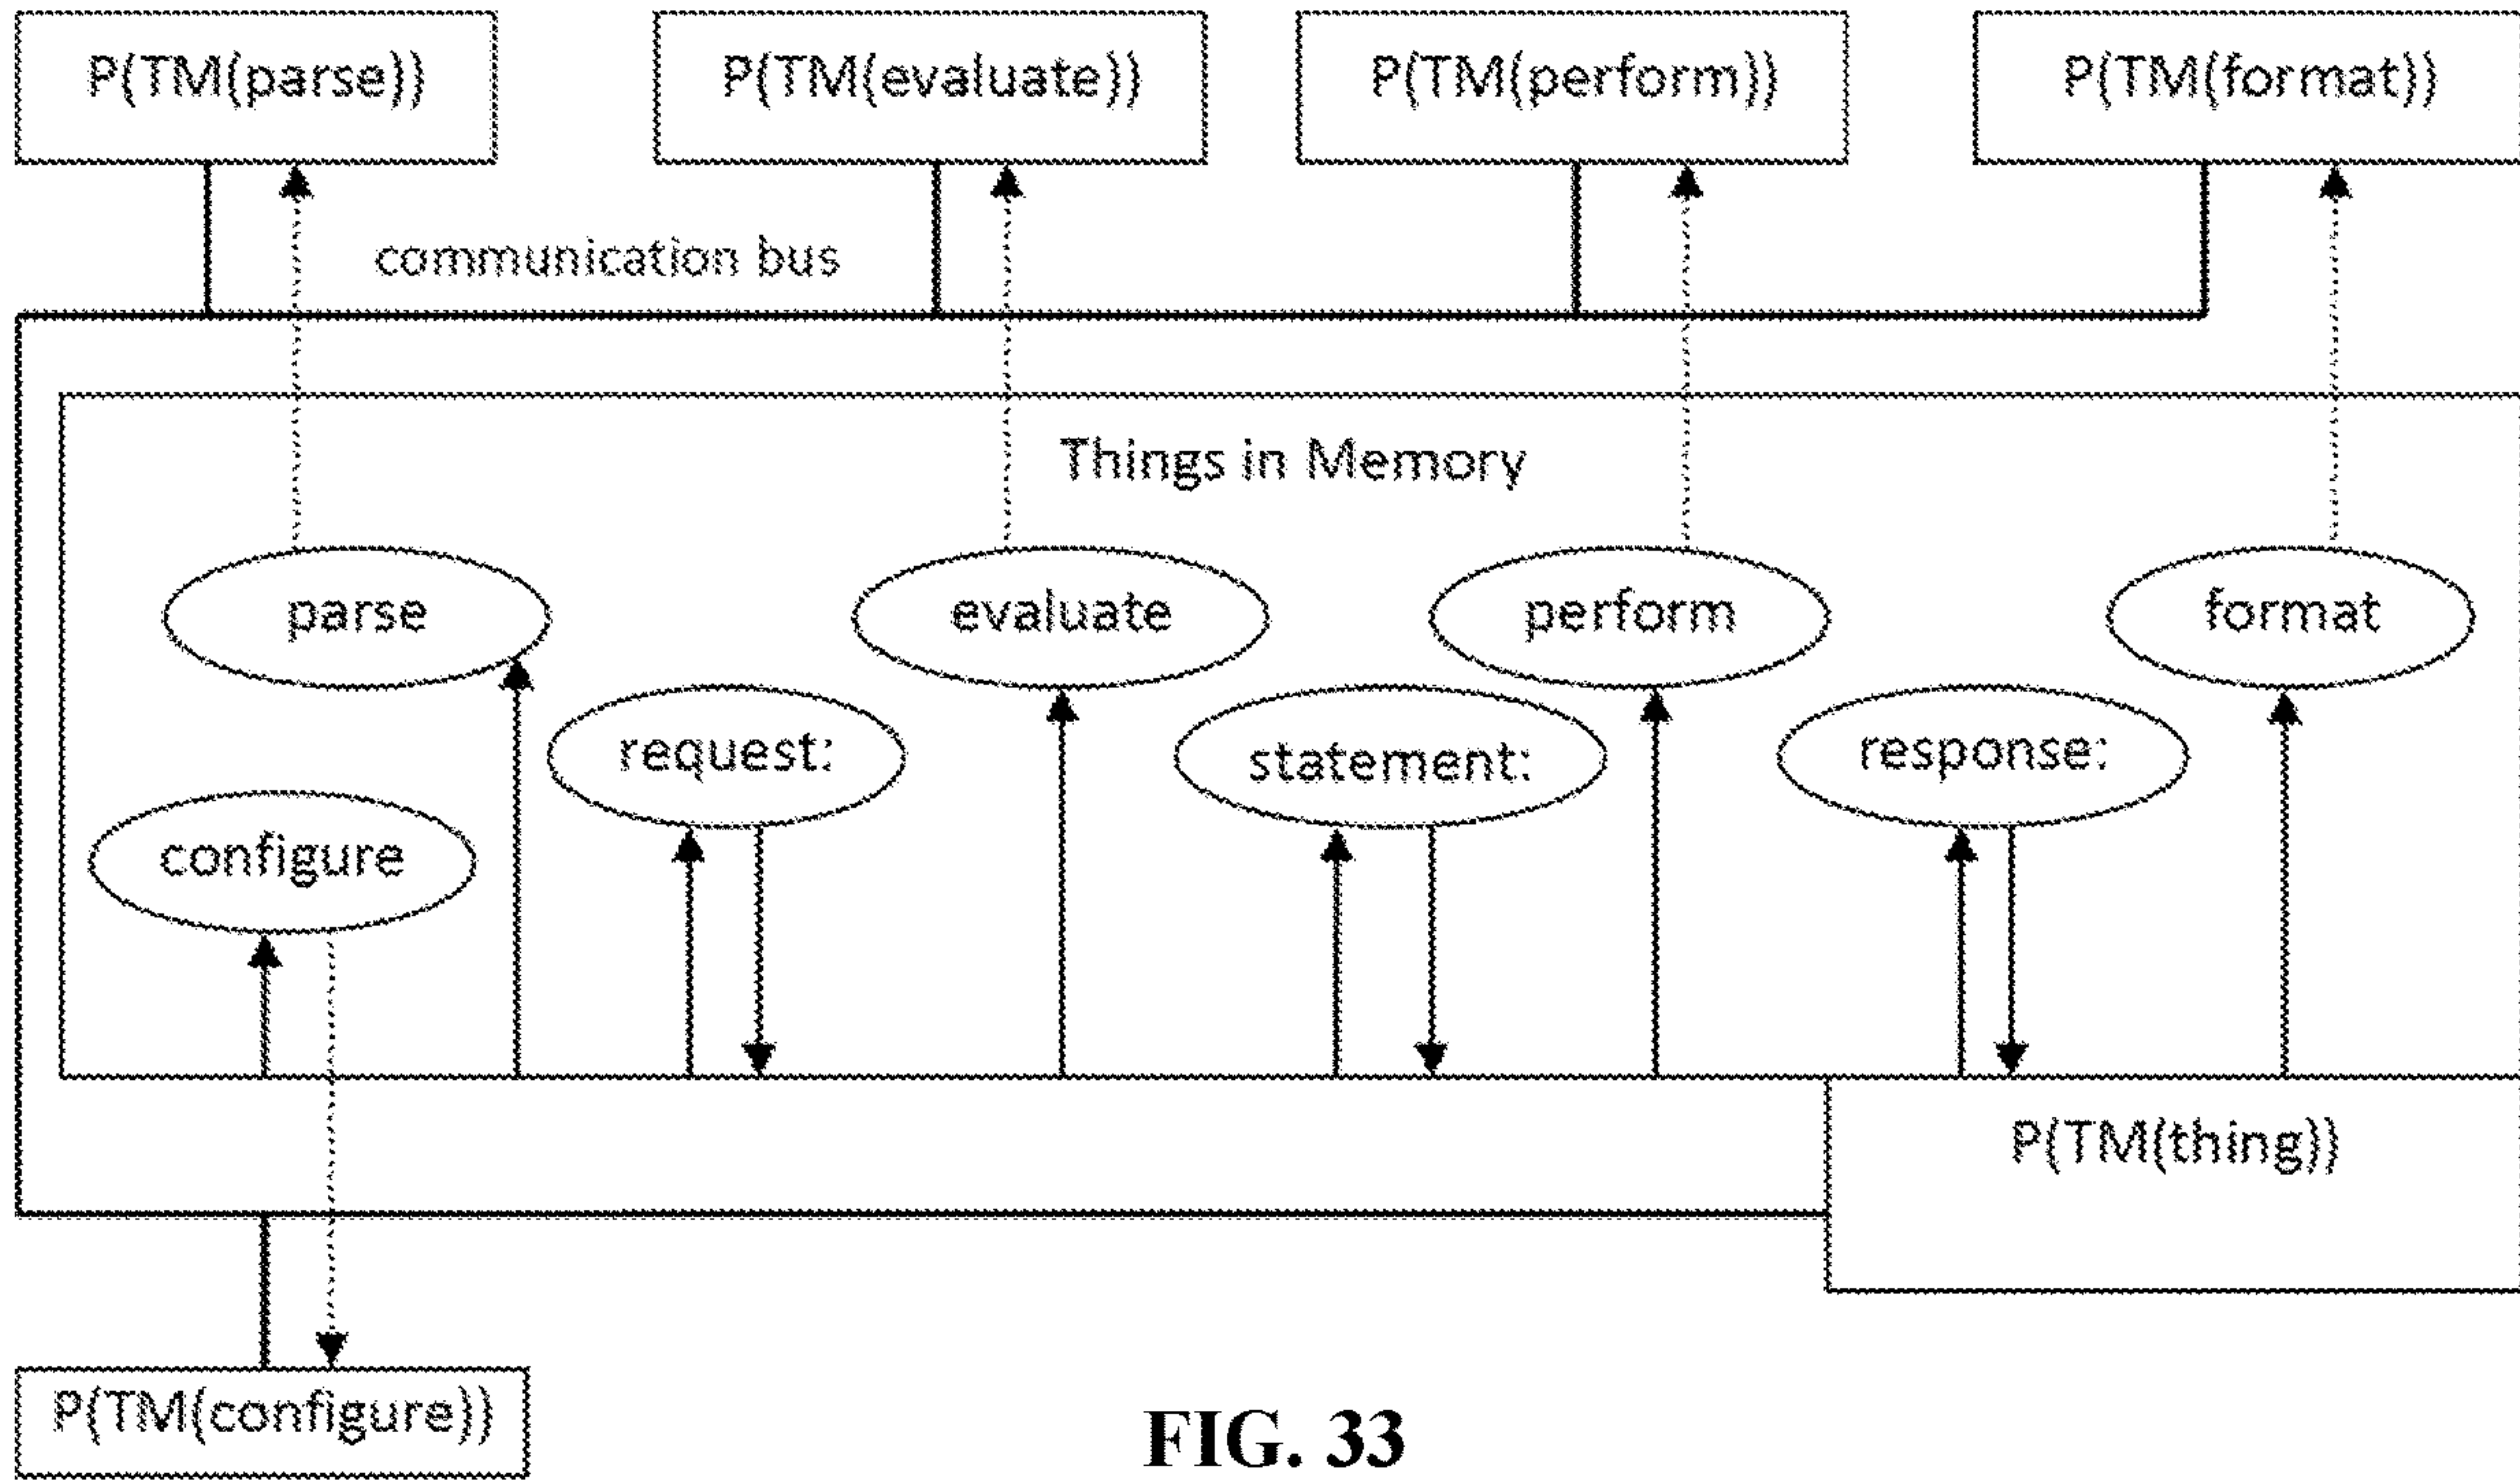 P(TM(parse))
P(TM(evaluate))
P(TM(perform))
P(TM(format))
communication bus
Things in Memory
parse
evaluate
perform
format
request:
statement:
response:
configure
P(TM(thing))
P(TM(configure))
FIG. 33